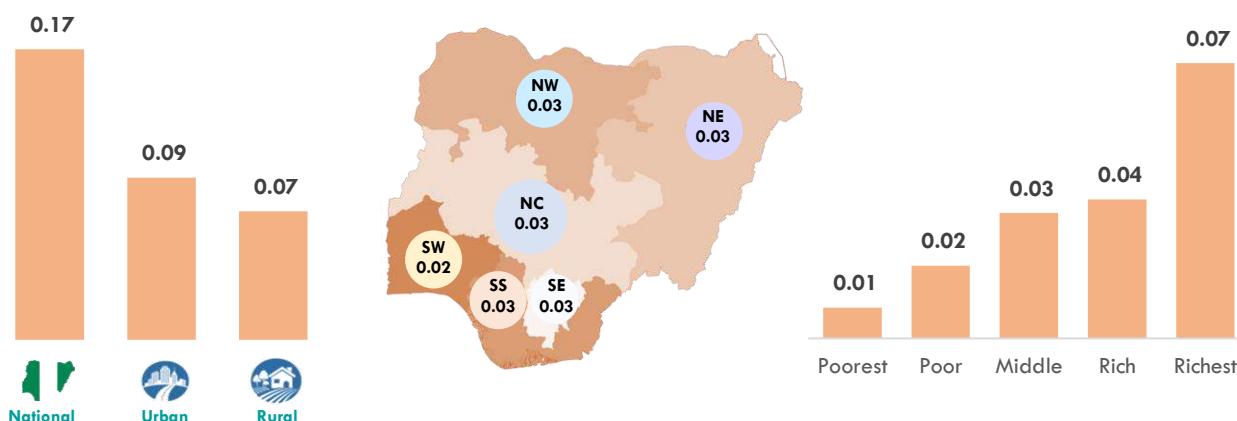 0.17
0.09
0.07
National
Urban
Rural
NW
0.03
NE
0.03
NC
0.03
SW
0.02
SS
0.03
SE
0.03
0.01
0.02
0.03
0.04
0.07
Poorest
Poor
Middle
Rich
Richest